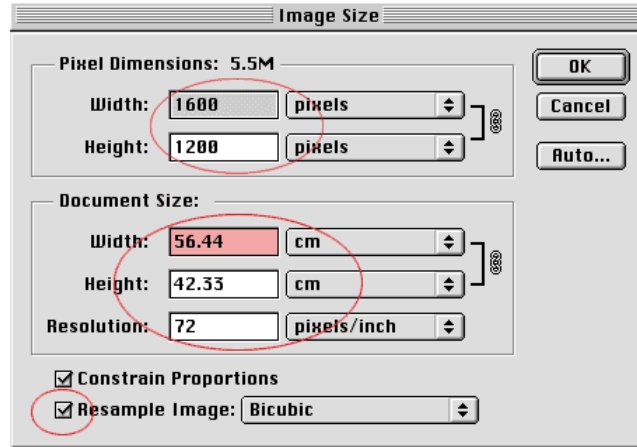 Image Size
Pixel Dimensions: 5.5M
Width: 1600 pixels
Height: 1200 pixels
OK
Cancel
Auto...
Document Size:
Width: 56.44 cm
Height: 42.33 cm
Resolution: 72 pixels/inch
Constrain Proportions
Resample Image: Bicubic